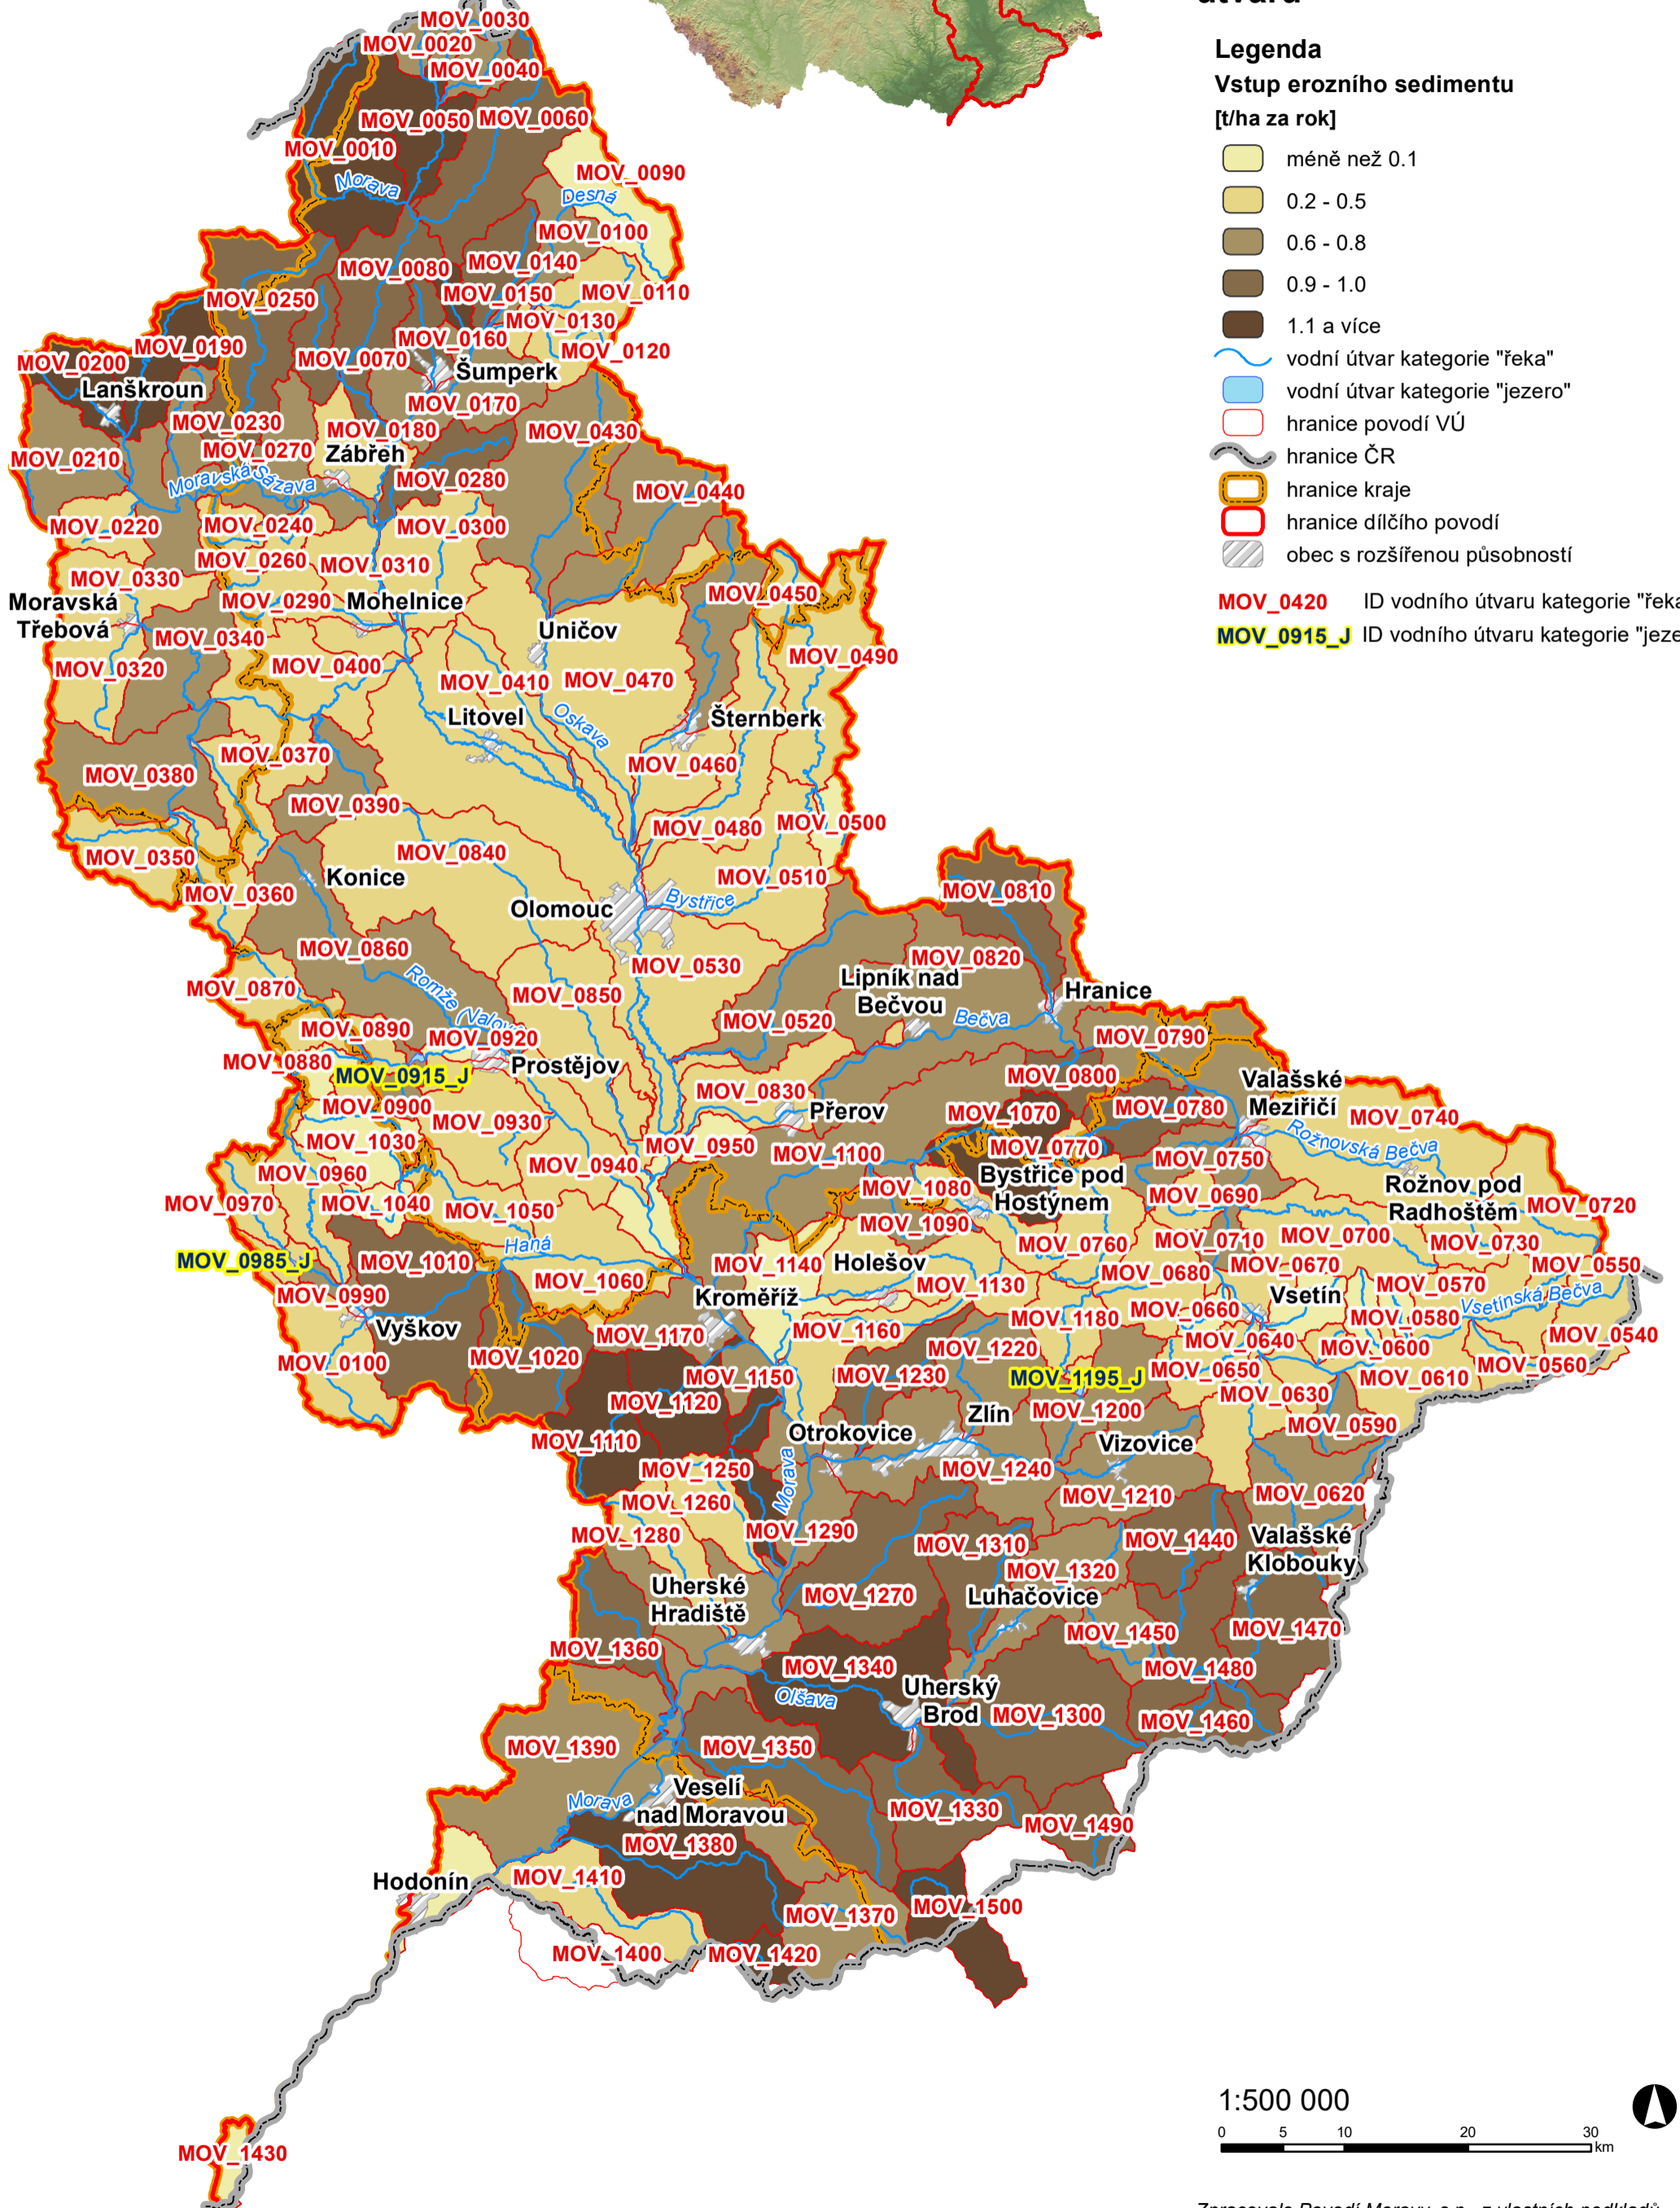 Legenda
Vstup erozního sedimentu
[t/ha za rok]
méně než 0.1
0.2 - 0.5
0.6 - 0.8
0.9 - 1.0
1.1 a více
vodní útvar kategorie "řeka"
vodní útvar kategorie "jezero"
hranice povodí VÚ
hranice ČR
hranice kraje
hranice dílčího povodí
obec s rozšířenou působností
MOV_0420 ID vodního útvaru kategorie "řeka
MOV_0915_J ID vodního útvaru kategorie "jeze
MOV_0030
MOV_0020
MOV_0040
MOV_0050
MOV_0060
MOV_0010
MOV_0090
Morava
Desná
MOV_0100
MOV_0080
MOV_0140
MOV_0150
MOV_0110
MOV_0250
MOV_0130
MOV_0190
MOV_0160
MOV_0120
MOV_0200
MOV_0070
Šumperk
Lanškroun
MOV_0170
MOV_0230
MOV_0180
MOV_0430
MOV_0210
MOV_0270
Zábřeh
Moravská Sázava
MOV_0280
MOV_0440
MOV_0220
MOV_0240
MOV_0300
MOV_0260
MOV_0310
MOV_0330
MOV_0450
Moravská
Třebová
MOV_0290
Mohelnice
MOV_0340
Uničov
MOV_0320
MOV_0400
MOV_0490
MOV_0410
MOV_0470
Litovel
Oskava
Šternberk
MOV_0370
MOV_0460
MOV_0380
MOV_0390
MOV_0480
MOV_0500
MOV_0350
MOV_0840
MOV_0510
Konice
MOV_0360
Olomouc
Bystřice
MOV_0810
MOV_0860
MOV_0530
MOV_0820
Romže (Valov
Lipník nad
Bečvou
MOV_0870
MOV_0850
Hranice
MOV_0890
MOV_0920
MOV_0520
Bečva
MOV_0880
MOV_0790
MOV_0915_J
Prostějov
MOV_0800
Valašské
Meziříčí
MOV_0900
MOV_0830
MOV_0930
Přerov
MOV_1070
MOV_0780
MOV_0740
MOV_1030
MOV_0950
MOV_1100
MOV_0770
Rožnovská Bečva
MOV_0960
MOV_0940
MOV_0750
MOV_0970
MOV_1040
MOV_1050
MOV_1080
Bystřice pod
Hostýnem
MOV_0690
Rožnov pod
Radhoštěm
MOV_0720
MOV_1090
Haná
MOV_0760
MOV_0710
MOV_0700
MOV_0730
MOV_0985_J
MOV_1010
MOV_1060
MOV_1140
Holešov
MOV_0680
MOV_0670
MOV_0550
MOV_0990
Kroměříž
MOV_1130
Vsetín
MOV_0570
Vsetínská Bečva
Vyškov
MOV_1170
MOV_1160
MOV_1180
MOV_0660
MOV_0580
MOV_0640
MOV_0540
MOV_0100
MOV_1020
MOV_1220
MOV_0600
MOV_0560
MOV_1150
MOV_1230
MOV_1195_J
MOV_0650
MOV_0610
MOV_1120
MOV_0630
MOV_1110
Otrokovice
Zlín
MOV_1200
MOV_0590
Vizovice
MOV_1250
Morava
MOV_1240
MOV_1260
MOV_1210
MOV_0620
MOV_1280
MOV_1290
MOV_1310
MOV_1440
Valašské
Klobouky
MOV_1320
Uherské
Hradiště
MOV_1270
Luhačovice
MOV_1450
MOV_1470
MOV_1360
MOV_1340
MOV_1480
Olšava
Uherský
Brod
MOV_1300
MOV_1460
MOV_1390
MOV_1350
Veselí
nad Moravou
Morava
MOV_1330
MOV_1490
MOV_1380
Hodonín
MOV_1410
MOV_1370
MOV_1500
MOV_1400
MOV_1420
MOV_1430
1:500 000
0 5 10 20 30
km